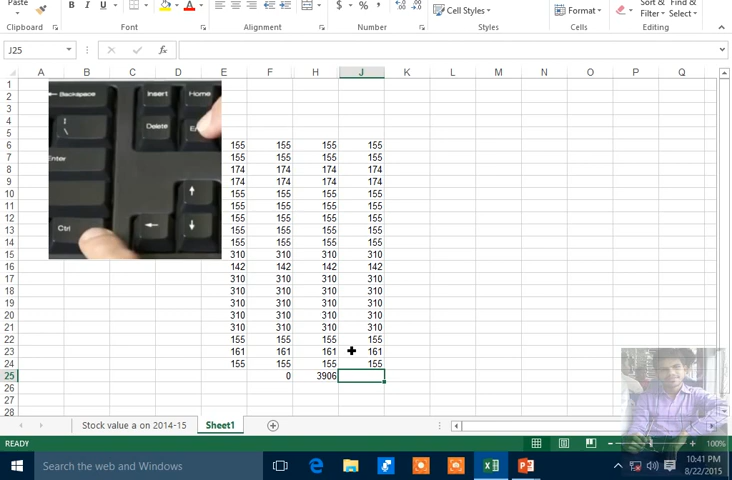 Paste
B I U A $ % ,
Cell Styles Format Sort & Find &
Filter Select
Clipboard Font Alignment Number Styles Cells Editing
J25 fx
A B C D E F H J K L M N O P Q
1
2
3
4
5
6 155 155 155 155
7 155 155 155 155
8 174 174 174 174
9 174 174 174 174
10 155 155 155 155
11 155 155 155 155
12 155 155 155 155
13 155 155 155 155
14 155 155 155 155
15 310 310 310 310
16 142 142 142 142
17 310 310 310 310
18 310 310 310 310
19 310 310 310 310
20 310 310 310 310
21 310 310 310 310
22 155 155 155 155
23 161 161 161 161
24 155 155 155 155
25 0 3906
26
27
28
← Backspace Insert Home
\ Delete
Enter
Ctrl
Stock value a on 2014-15 Sheet1
READY 100%
Search the web and Windows 10:41 PM
8/22/2015